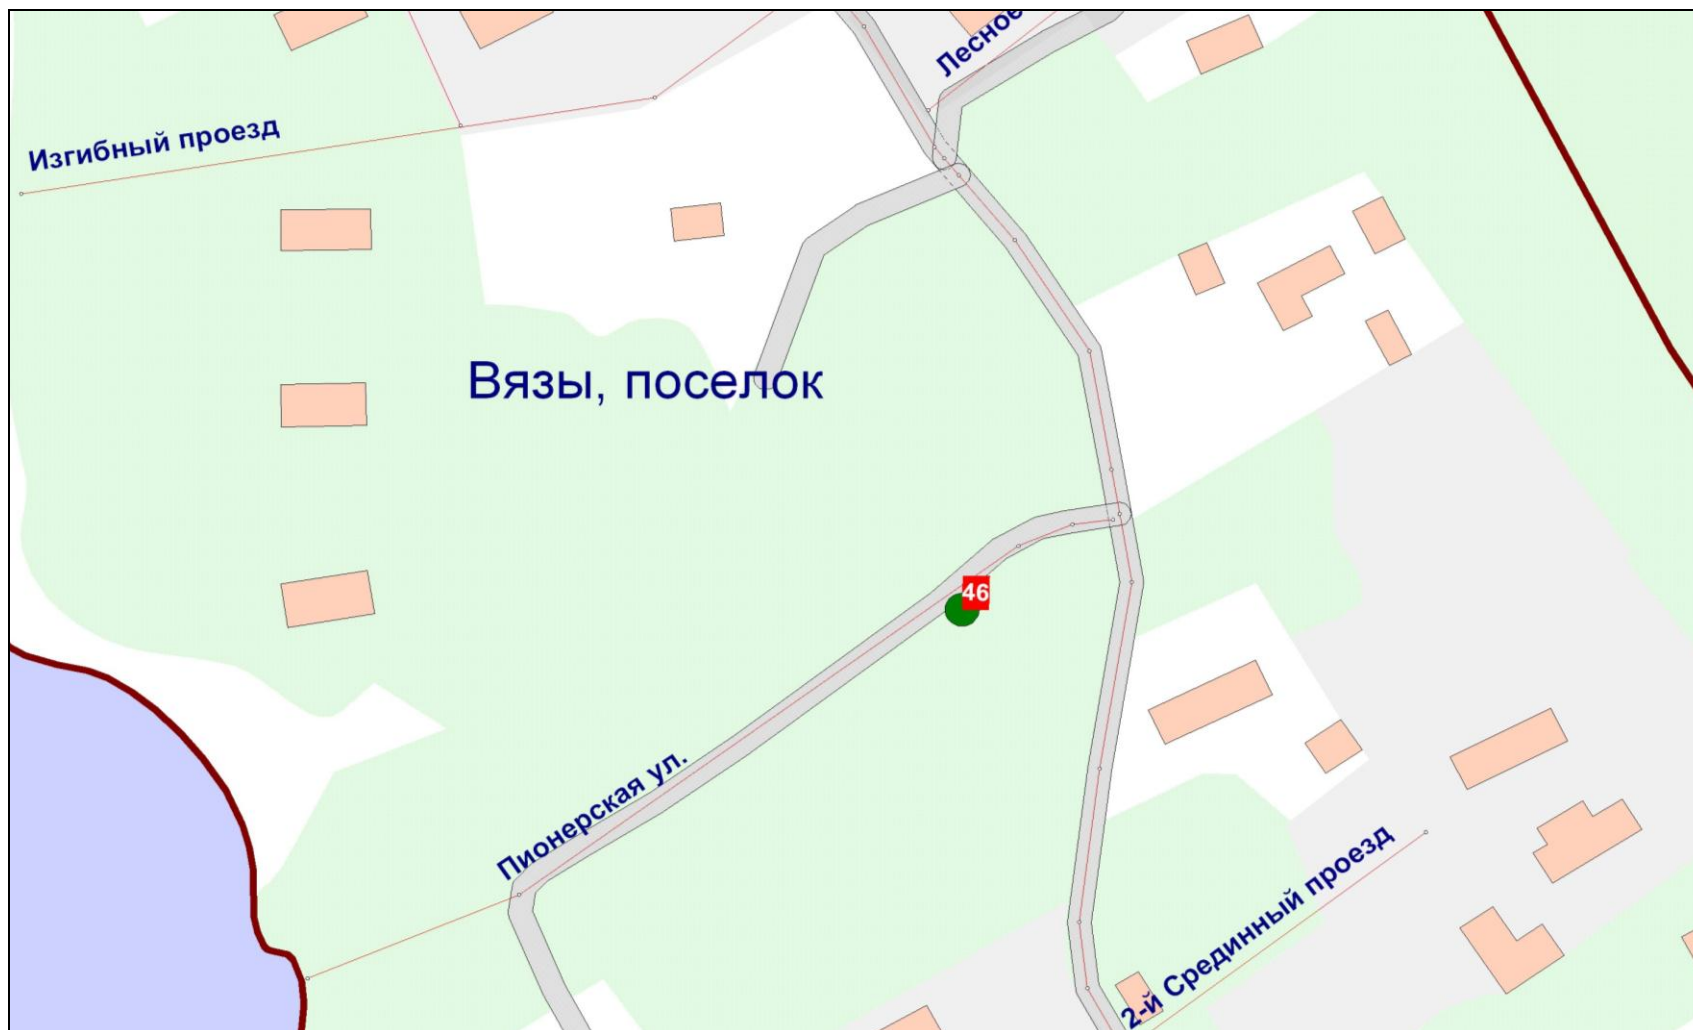 Лесное
Изгибный проезд
Вязы, поселок
46
Пионерская ул.
2-й Срединный проезд